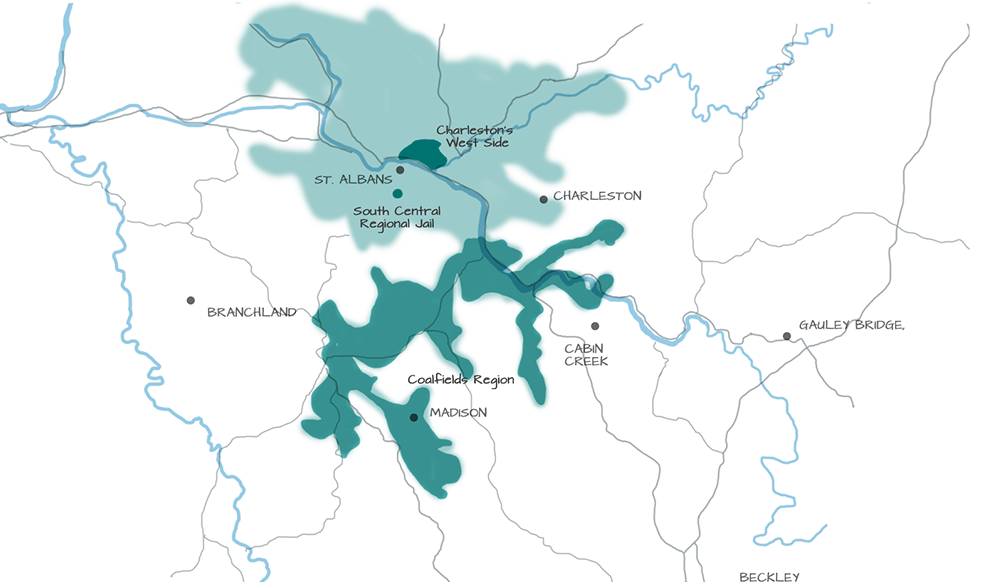 Charleston's
West Side
ST. ALBANS
CHARLESTON
South Central
Regional Jail
BRANCHLAND
GAULEY BRIDGE,
CABIN
CREEK
Coalfields Region
MADISON
BECKLEY